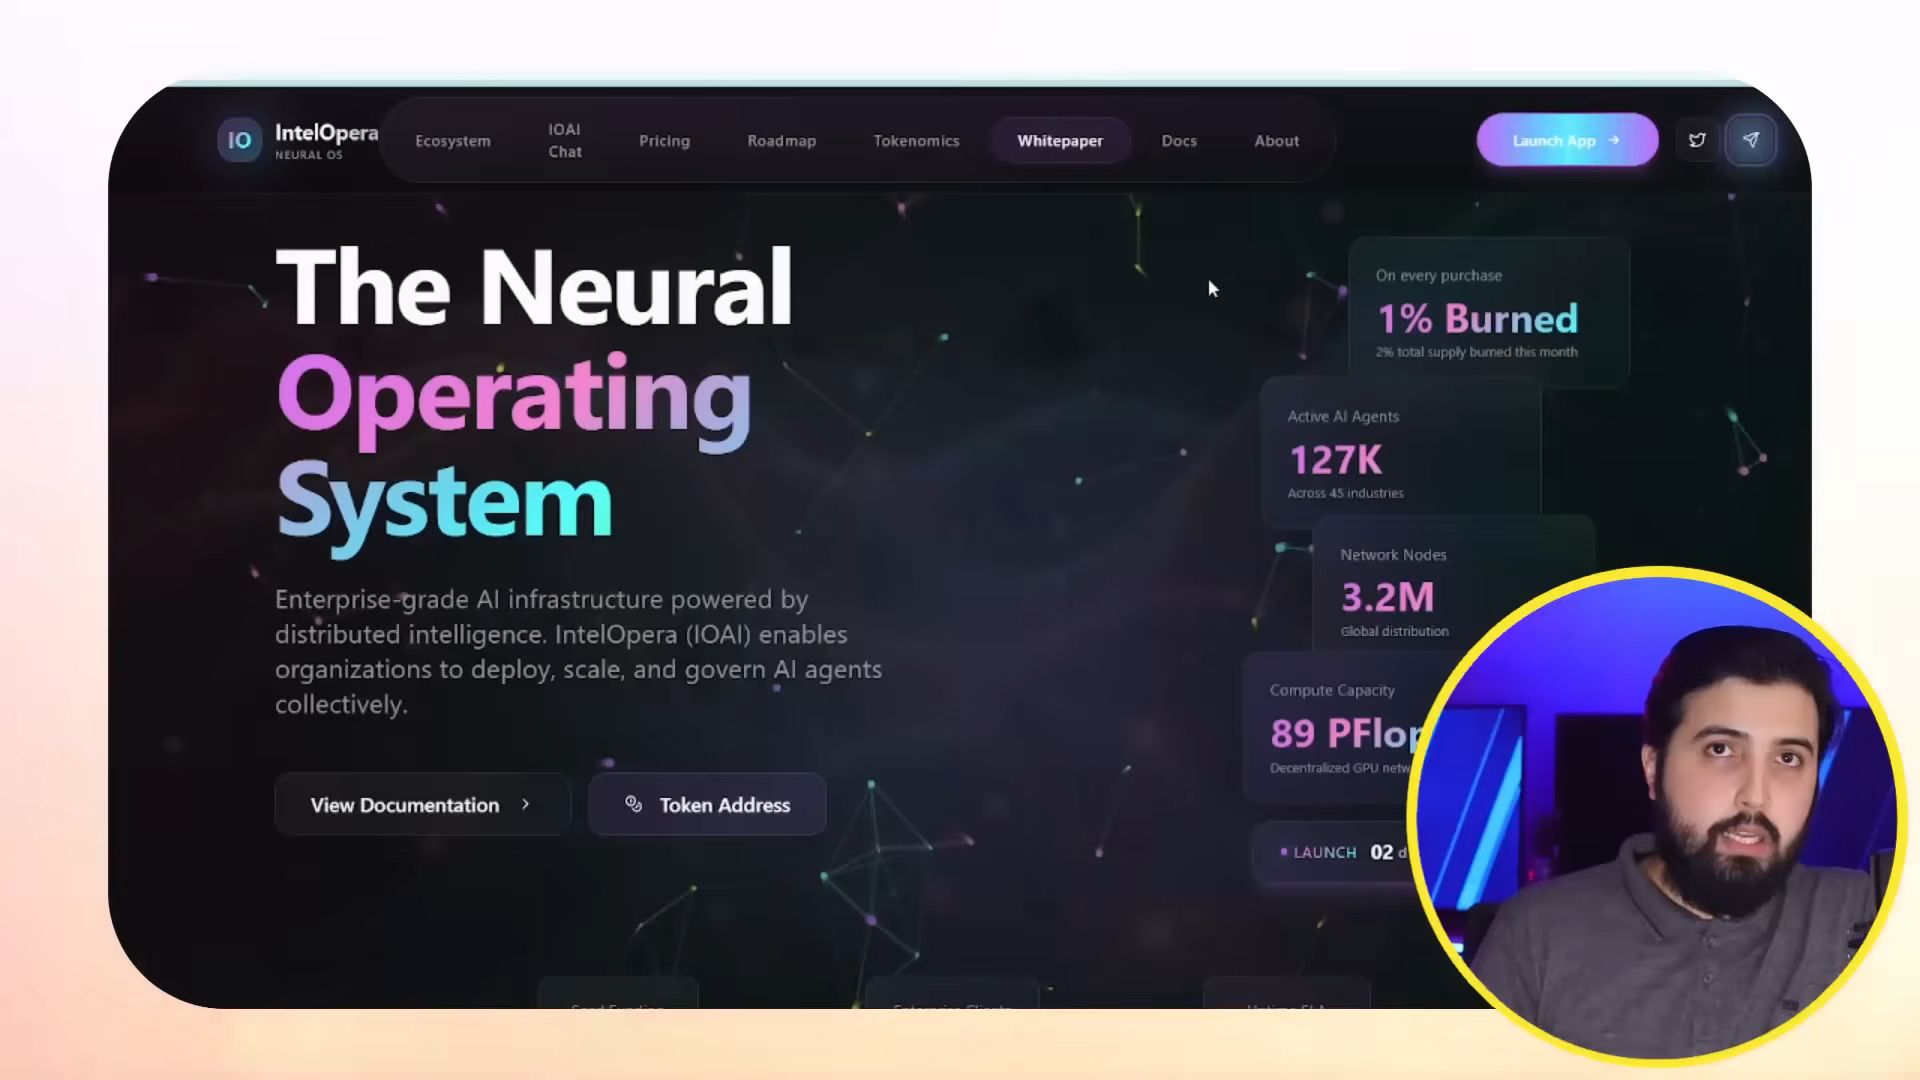 IO
IntelOpera
NEURAL OS
Ecosystem
IOAI
Chat
Pricing
Roadmap
Tokenomics
Whitepaper
Docs
About
Launch App
The Neural
Operating
System
Enterprise-grade AI infrastructure powered by
distributed intelligence. IntelOpera (IOAI) enables
organizations to deploy, scale, and govern AI agents
collectively.
View Documentation
Token Address
On every purchase
1% Burned
2% total supply burned this month
Active AI Agents
127K
Across 45 industries
Network Nodes
3.2M
Global distribution
Compute Capacity
89 PFlop
Decentralized GPU netw
LAUNCH 02 d